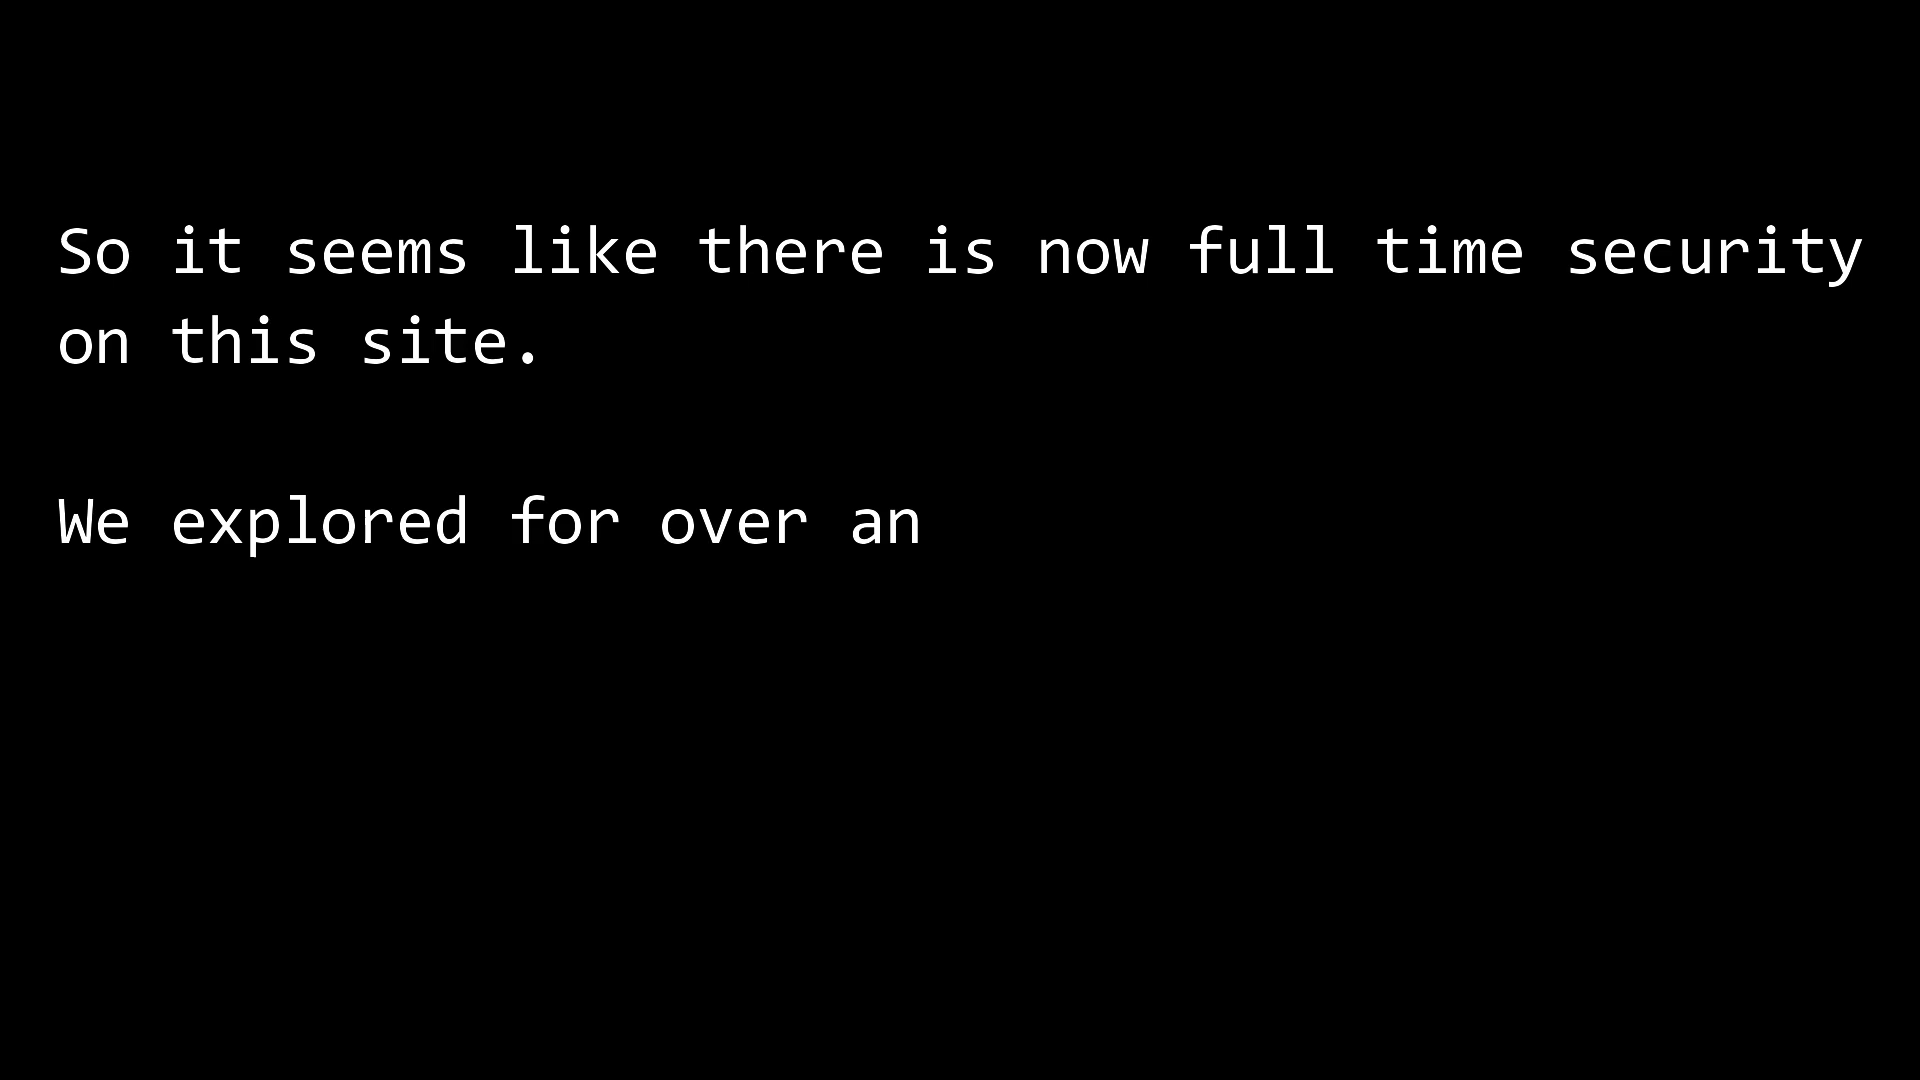 So it seems like there is now full time security
on this site.
We explored for over an